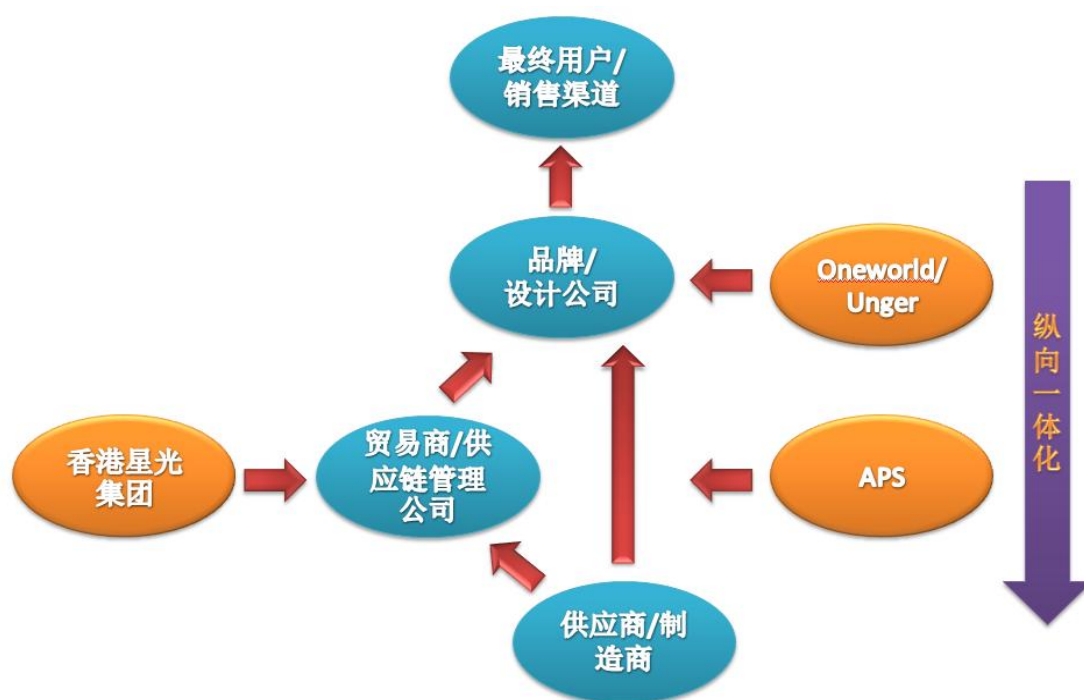 最终用户/
销售渠道
品牌/
设计公司
Oneworld/
Unger
纵向一体化
香港星光
集团
贸易商/供
应链管理
公司
APS
供应商/制
造商